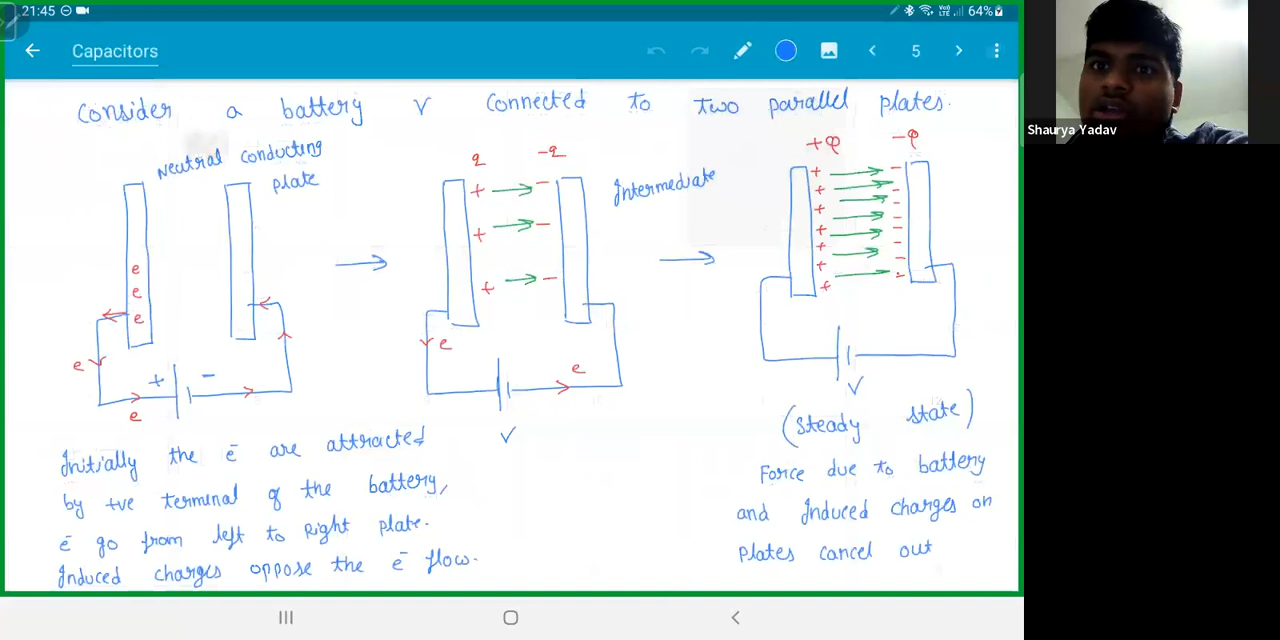 21:45
64%
Capacitors
5
Shaurya Yadav
Consider a battery V connected to two parallel plates.
Neutral conducting
plate
e
e
e
e
+ -
e
q -q
+ -
+ -
+ -
Intermediate
e
e
V
+Q -Q
+ -
+ -
+ -
+ -
+ -
+ -
+ -
+ -
V
(Steady state)
Initially the e⁻ are attracted
by +ve terminal of the battery,
e⁻ go from left to Right plate.
Induced charges oppose the e⁻ flow.
Force due to battery
and Induced charges on
plates cancel out